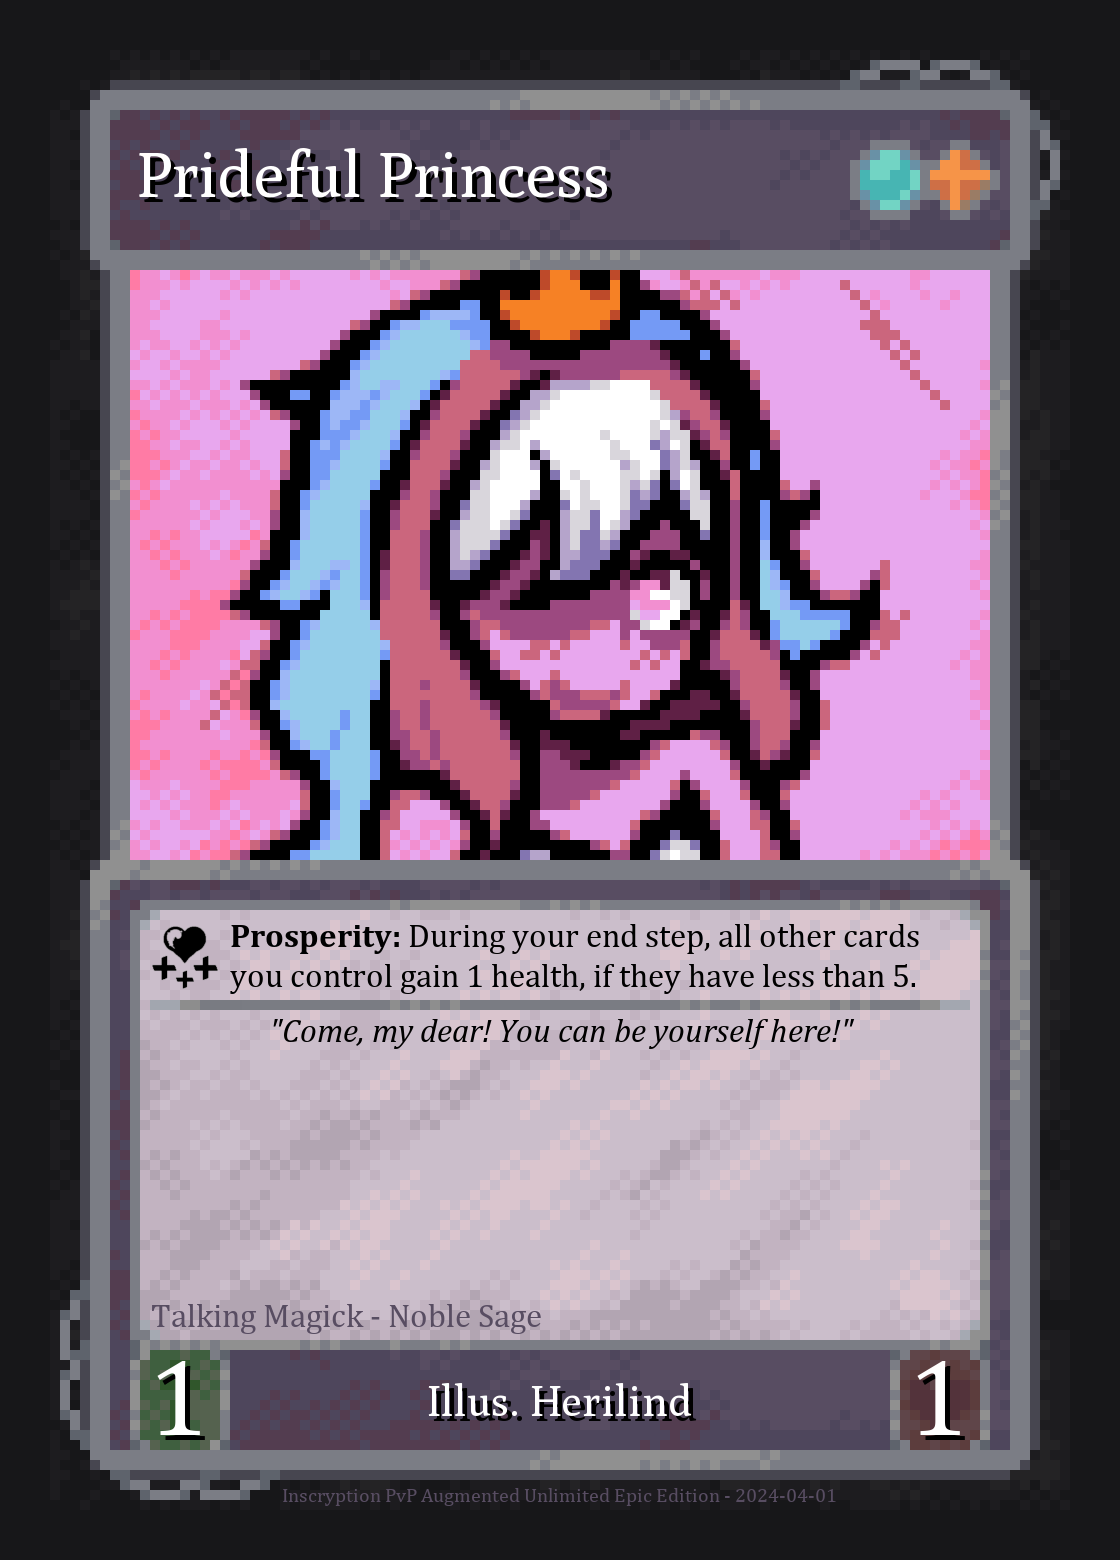 Prideful Princess
Prosperity: During your end step, all other cards
you control gain 1 health, if they have less than 5.
"Come, my dear! You can be yourself here!"
Talking Magick - Noble Sage
1
Illus. Herilind
1
Inscryption PvP Augmented Unlimited Epic Edition - 2024-04-01